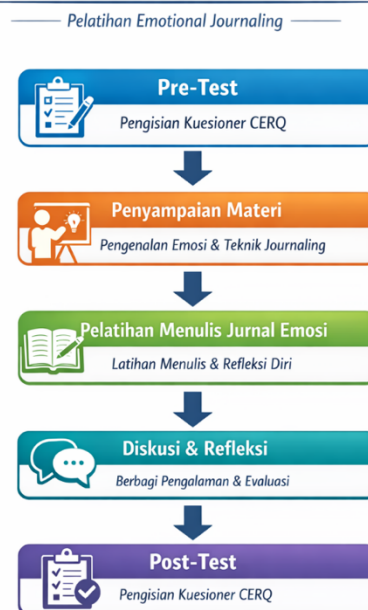 Pelatihan Emotional Journaling
Pre-Test
Pengisian Kuesioner CERQ
Penyampaian Materi
Pengenalan Emosi & Teknik Journaling
Pelatihan Menulis Jurnal Emosi
Latihan Menulis & Refleksi Diri
Diskusi & Refleksi
Berbagi Pengalaman & Evaluasi
Post-Test
Pengisian Kuesioner CERQ